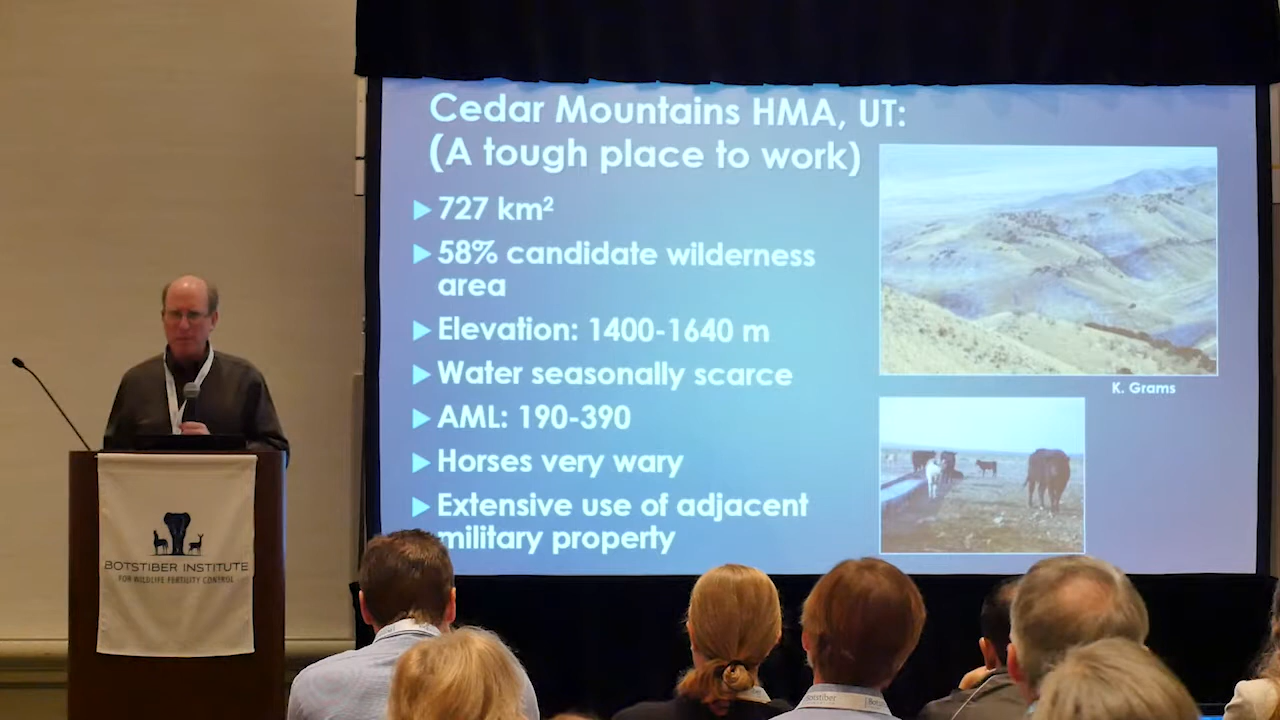 Cedar Mountains HMA, UT:
(A tough place to work)
▶ 727 km²
▶ 58% candidate wilderness
area
▶ Elevation: 1400-1640 m
▶ Water seasonally scarce
▶ AML: 190-390
▶ Horses very wary
▶ Extensive use of adjacent
military property
K. Grams
BOTSTIBER INSTITUTE
FOR WILDLIFE FERTILITY CONTROL
Botstiber